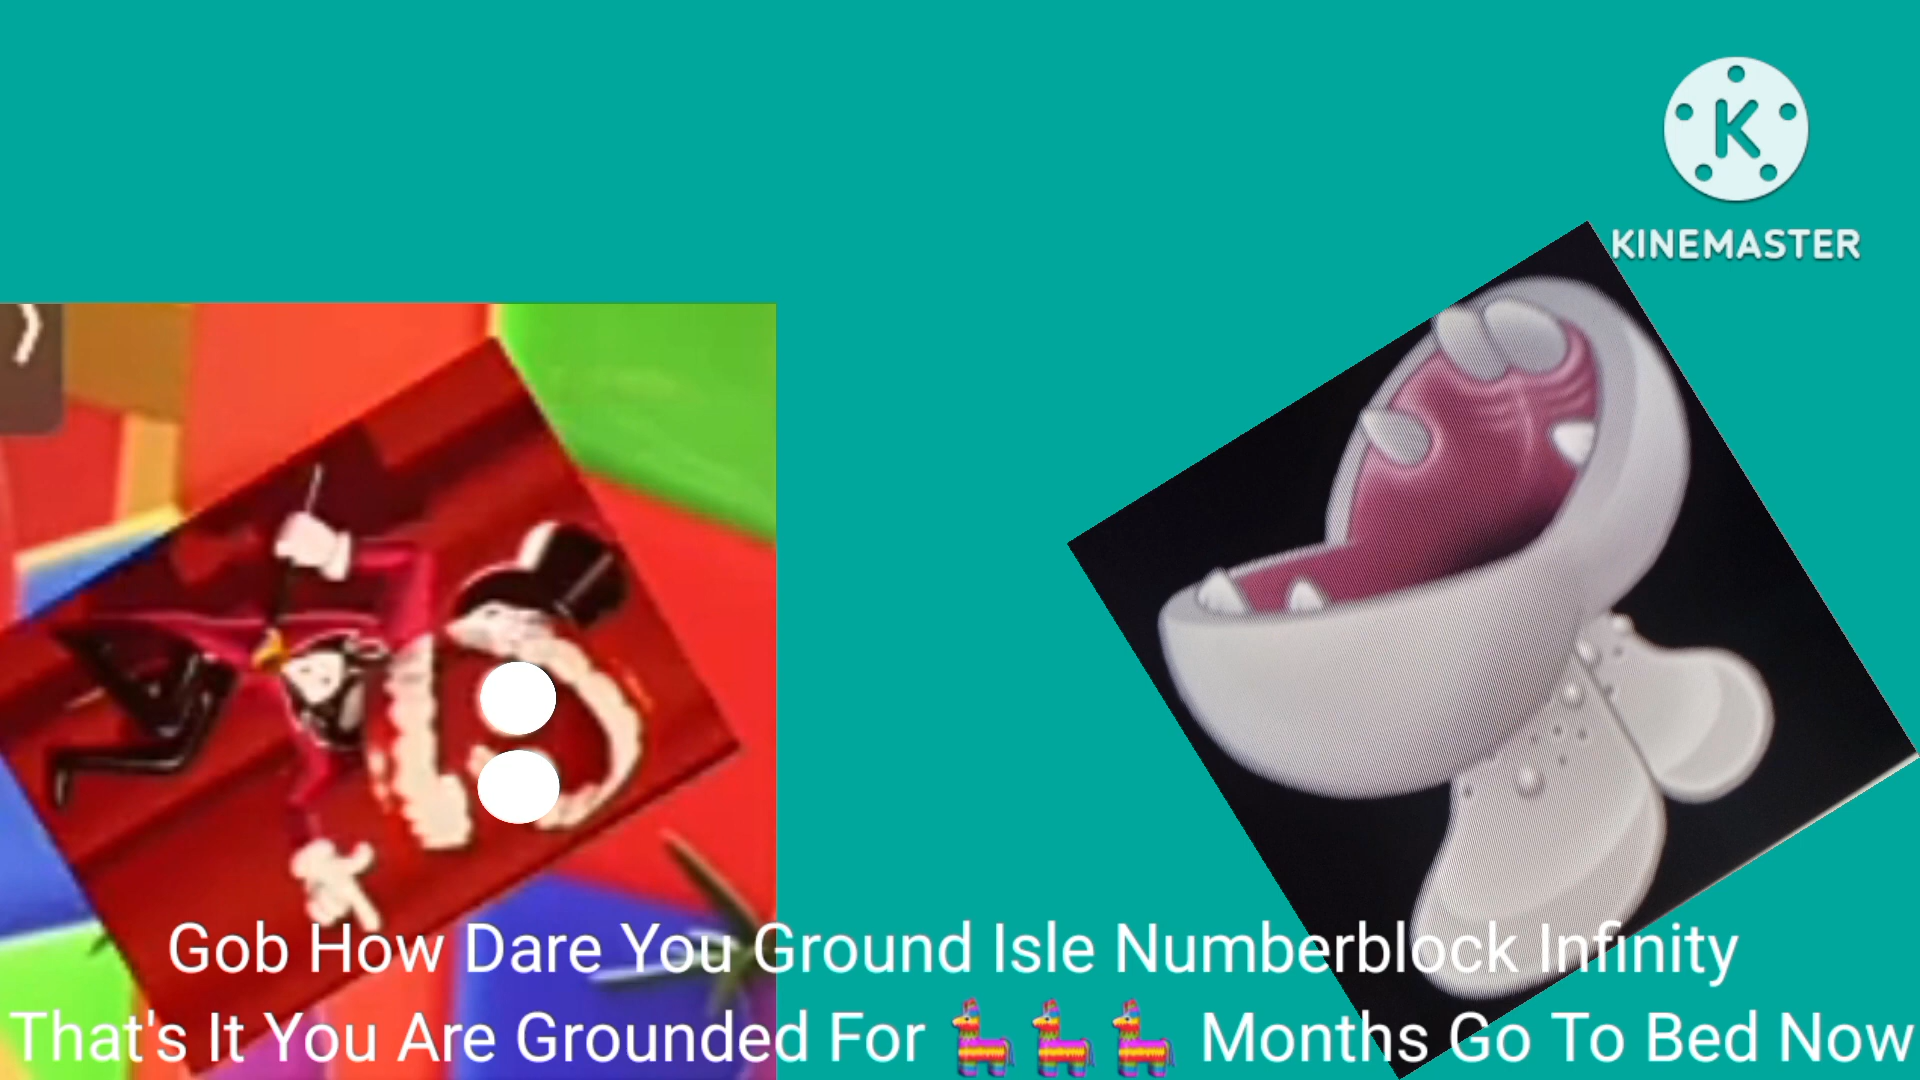 K
KINEMASTER
Gob How Dare You Ground Isle Numberblock Infinity
That's It You Are Grounded For 🪅🪅🪅 Months Go To Bed Now